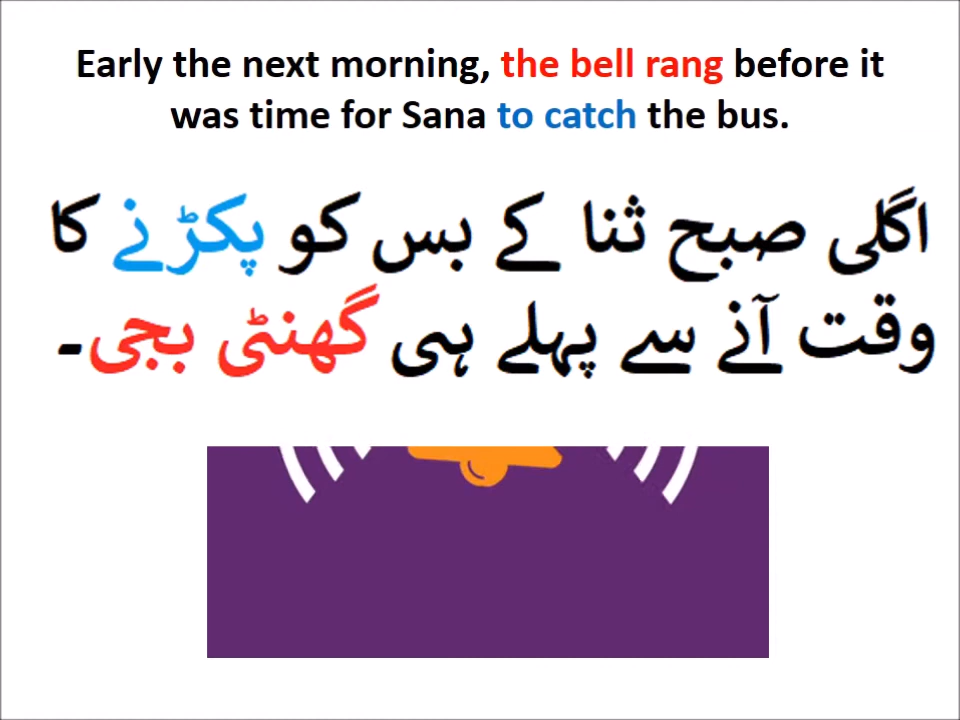 Early the next morning, the bell rang before it
was time for Sana to catch the bus.
اگلی صبح ثنا کے بس کو پکڑنے کا
وقت آنے سے پہلے ہی گھنٹی بجی۔